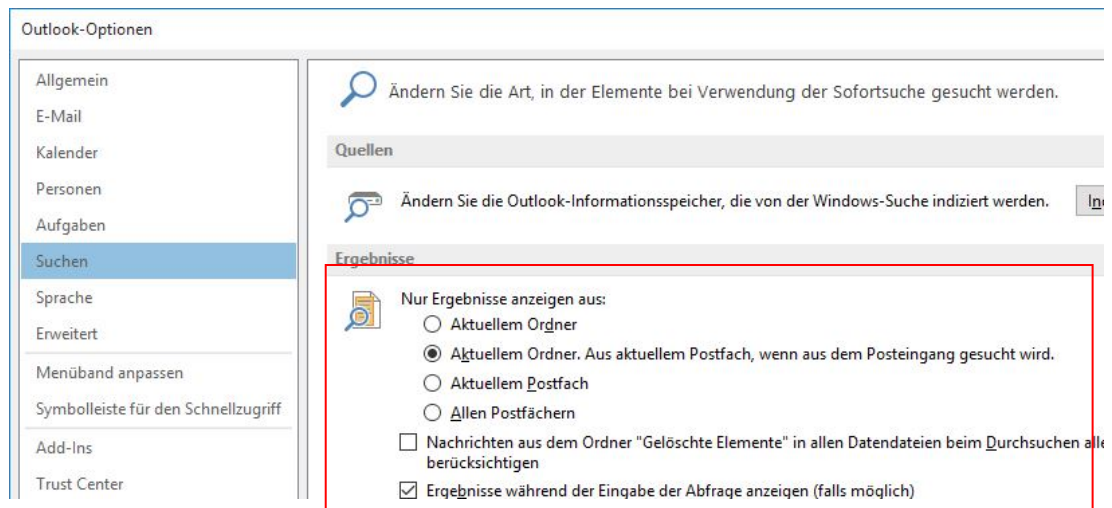 Outlook-Optionen
Allgemein
E-Mail
Kalender
Personen
Aufgaben
Suchen
Sprache
Erweitert
Menüband anpassen
Symbolleiste für den Schnellzugriff
Add-Ins
Trust Center
Ändern Sie die Art, in der Elemente bei Verwendung der Sofortsuche gesucht werden.
Quellen
Ändern Sie die Outlook-Informationsspeicher, die von der Windows-Suche indiziert werden.
Ergebnisse
Nur Ergebnisse anzeigen aus:
Aktuellem Ordner
Aktuellem Ordner. Aus aktuellem Postfach, wenn aus dem Posteingang gesucht wird.
Aktuellem Postfach
Allen Postfächern
Nachrichten aus dem Ordner "Gelöschte Elemente" in allen Datendateien beim Durchsuchen
berücksichtigen
Ergebnisse während der Eingabe der Abfrage anzeigen (falls möglich)